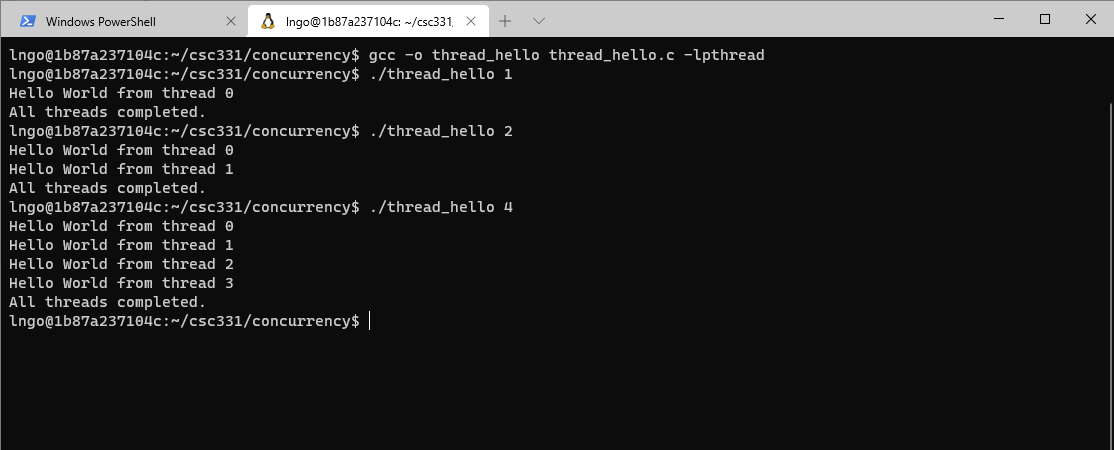 Windows PowerShell
lngo@1b87a237104c: ~/csc331/
lngo@1b87a237104c:~/csc331/concurrency$ gcc -o thread_hello thread_hello.c -lpthread
lngo@1b87a237104c:~/csc331/concurrency$ ./thread_hello 1
Hello World from thread 0
All threads completed.
lngo@1b87a237104c:~/csc331/concurrency$ ./thread_hello 2
Hello World from thread 0
Hello World from thread 1
All threads completed.
lngo@1b87a237104c:~/csc331/concurrency$ ./thread_hello 4
Hello World from thread 0
Hello World from thread 1
Hello World from thread 2
Hello World from thread 3
All threads completed.
lngo@1b87a237104c:~/csc331/concurrency$